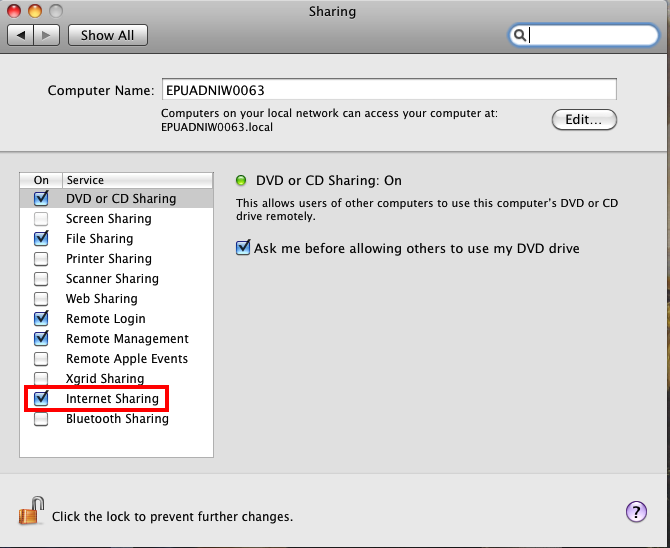 Sharing
Show All
Computer Name: EPUADNIW0063
Computers on your local network can access your computer at:
EPUADNIW0063.local
Edit...
On Service
DVD or CD Sharing
Screen Sharing
File Sharing
Printer Sharing
Scanner Sharing
Web Sharing
Remote Login
Remote Management
Remote Apple Events
Xgrid Sharing
Internet Sharing
Bluetooth Sharing
DVD or CD Sharing: On
This allows users of other computers to use this computer's DVD or CD
drive remotely.
Ask me before allowing others to use my DVD drive
Click the lock to prevent further changes.
?